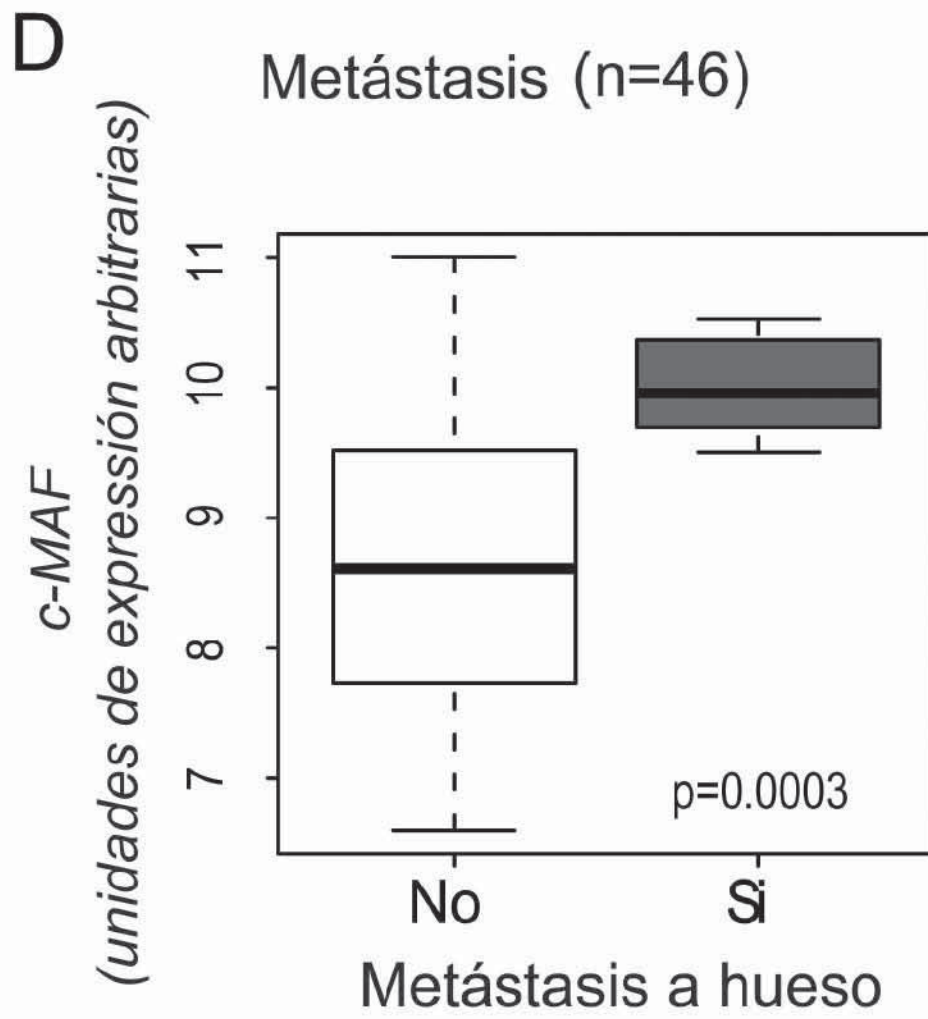 D
Metástasis (n=46)
c-MAF
(unidades de expressión arbitrarias)
11
10
9
8
7
p=0.0003
No
Si
Metástasis a hueso